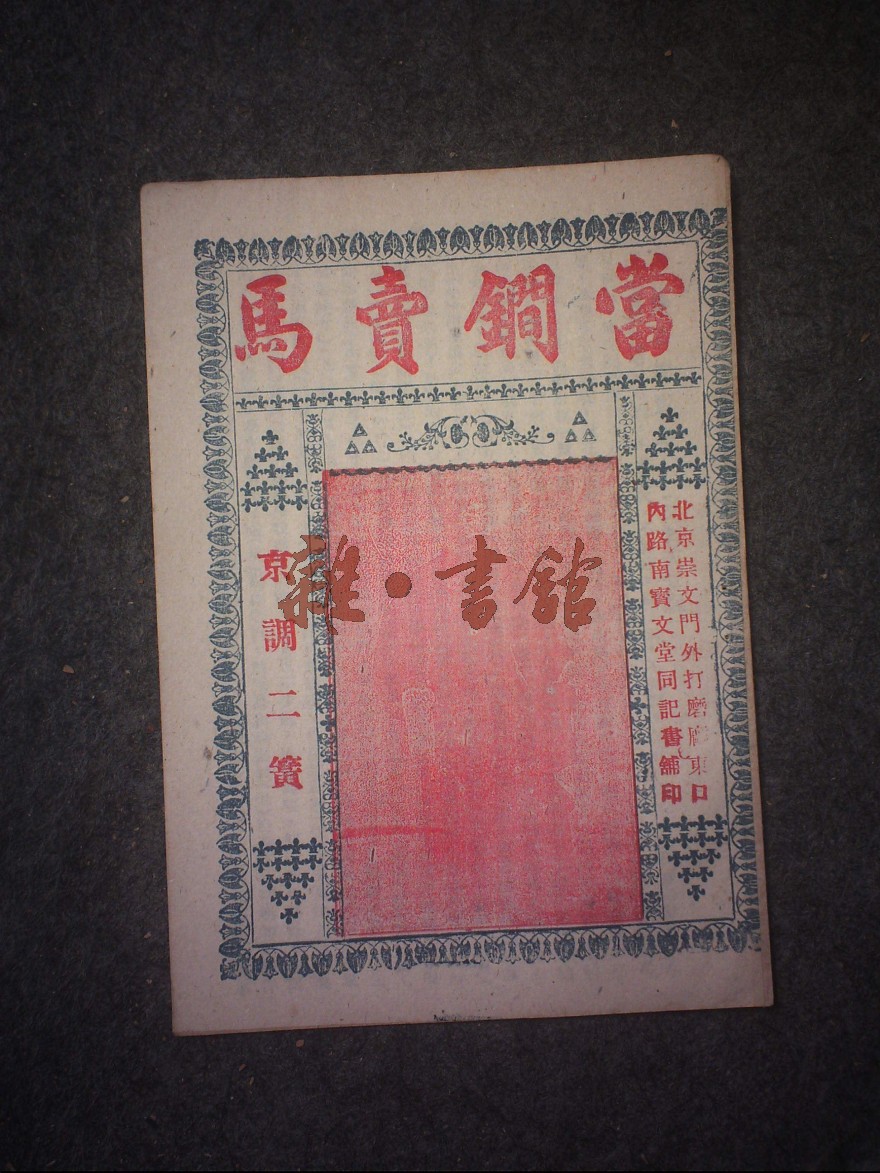 當鐧賣馬
北京崇文門外打磨廠東口
內路南寳文堂同記書舖印
京調二簧
雜·書館